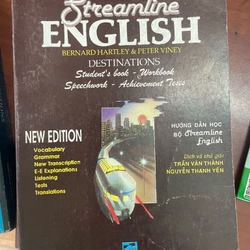 Streamline
ENGLISH
BERNARD HARTLEY & PETER VINEY
DESTINATIONS
Student's book - Workbook
Speechwork - Achievement Tests
NEW EDITION
Vocabulary
Grammar
New Transcription
E-E Explanations
Listening
Tests
Translations
HƯỚNG DẪN HỌC
BỘ Streamline
English
Dịch và chú giải
TRẦN VĂN THÀNH
NGUYỄN THANH YẾN